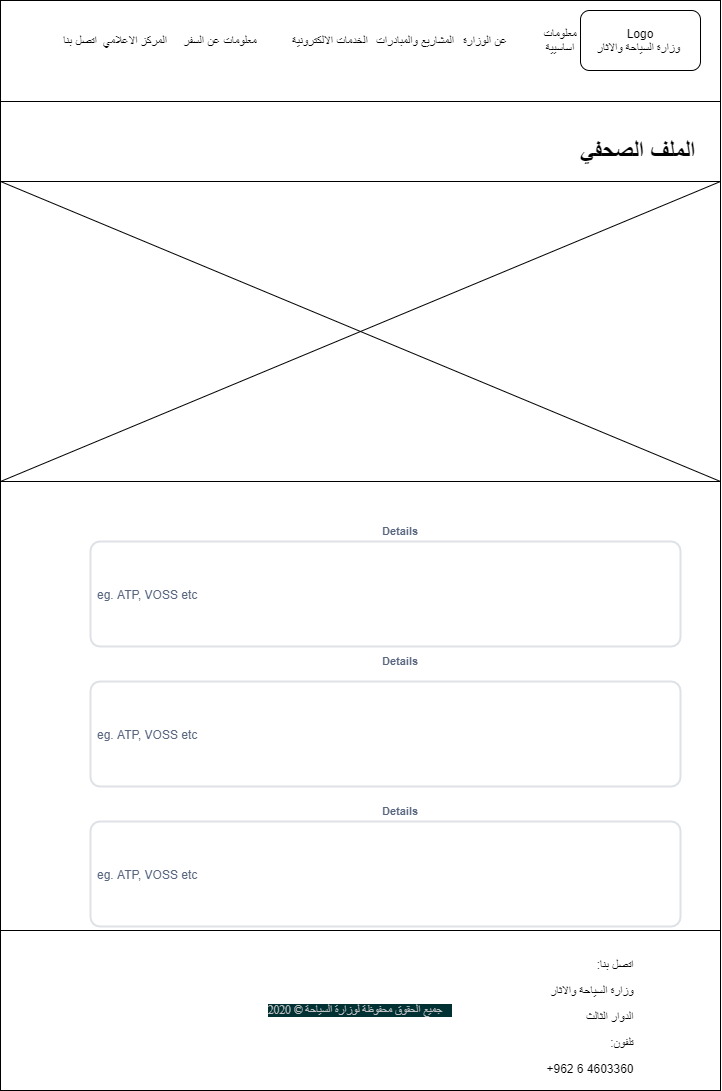 Logo
وزارة السياحة والاثار
معلومات
اساسيية
عن الوزارة
المشاريع والمبادرات
الخدمات الالكترونية
معلومات عن السفر
المركز الاعلامي
اتصل بنا
الملف الصحفي
Details
eg. ATP, VOSS etc
Details
eg. ATP, VOSS etc
Details
eg. ATP, VOSS etc
اتصل بنا:
وزارة السياحة والاثار
الدوار الثالث
تلفون:
+962 6 4603360
جميع الحقوق محفوظة لوزارة السياحة © 2020